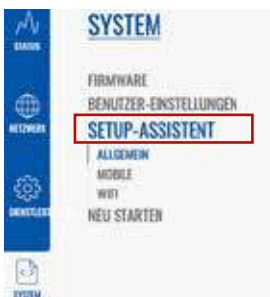 SYSTEM
FIRMWARE
BENUTZER-EINSTELLUNGEN
SETUP-ASSISTENT
ALLGEMEIN
MOBILE
WIFI
NEU STARTEN
STATUS
NETZWERK
SYSTEM